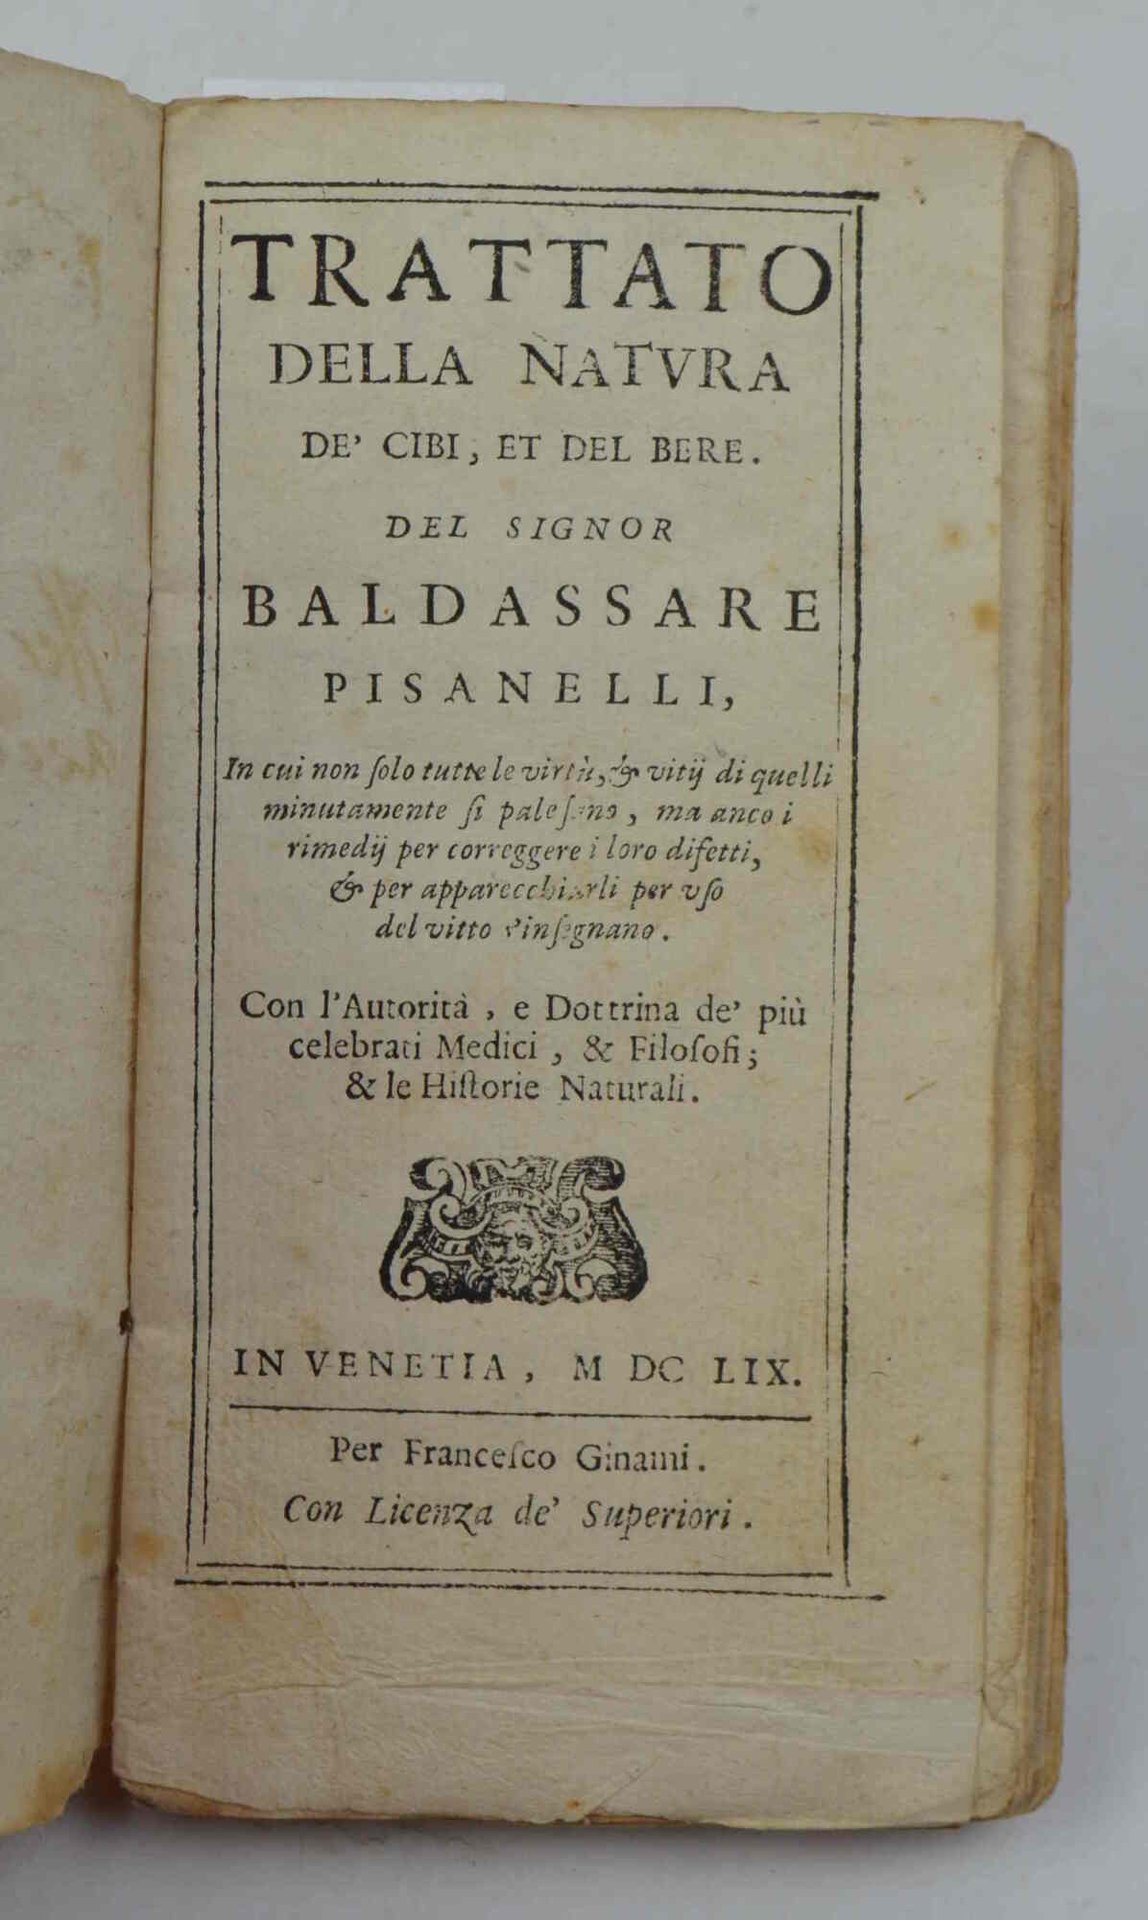 TRATTATO
DELLA NATVRA
DE' CIBI, ET DEL BERE.
DEL SIGNOR
BALDASSARE
PISANELLI,
In cui non ſolo tutte le virtù, & vitij di quelli
minutamente ſi paleſano, ma anco i
rimedij per correggere i loro difetti,
& per apparecchiarli per vſo
del vitto s'inſegnano.
Con l'Autorità, e Dottrina de' più
celebrati Medici, & Filoſofi;
& le Hiſtorie Naturali.
IN VENETIA, M DC LIX.
Per Franceſco Ginami.
Con Licenza de' Superiori.